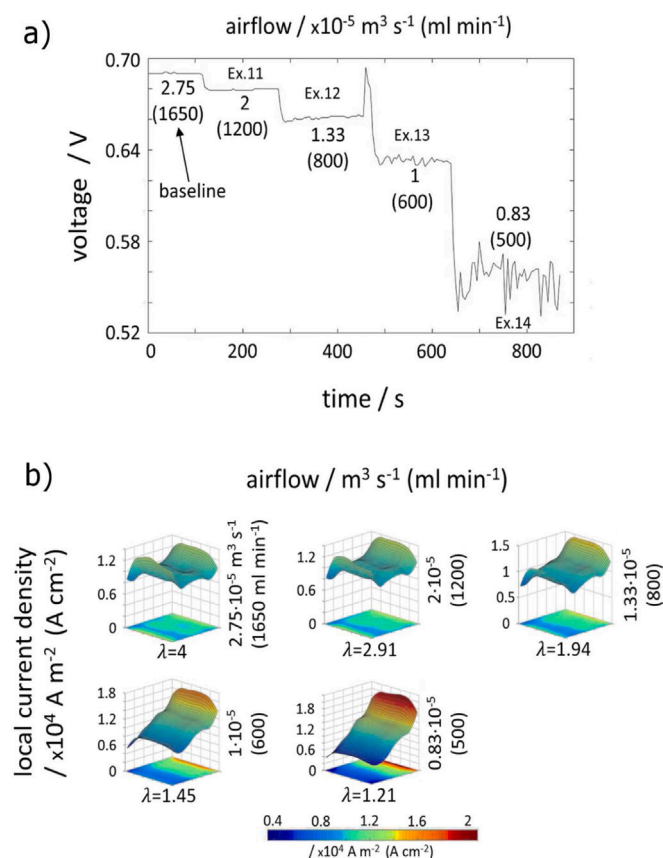 a)
airflow / x10⁻⁵ m³ s⁻¹ (ml min⁻¹)
voltage / V
0.70
0.64
0.58
0.52
2.75
(1650)
baseline
Ex.11
2
(1200)
Ex.12
1.33
(800)
Ex.13
1
(600)
0.83
(500)
Ex.14
0 200 400 600 800
time / s
b)
airflow / m³ s⁻¹ (ml min⁻¹)
local current density
/ x10⁴ A m⁻² (A cm⁻²)
1.2
0.6
0
λ=4
2.75·10⁻⁵ m³ s⁻¹
(1650 ml min⁻¹)
1.2
0.6
0
λ=2.91
2·10⁻⁵
(1200)
1.5
1
0.5
0
λ=1.94
1.33·10⁻⁵
(800)
1.8
1.2
0.6
0
λ=1.45
1·10⁻⁵
(600)
1.8
1.2
0.6
0
λ=1.21
0.83·10⁻⁵
(500)
0.4 0.8 1.2 1.6 2
/ x10⁴ A m⁻² (A cm⁻²)